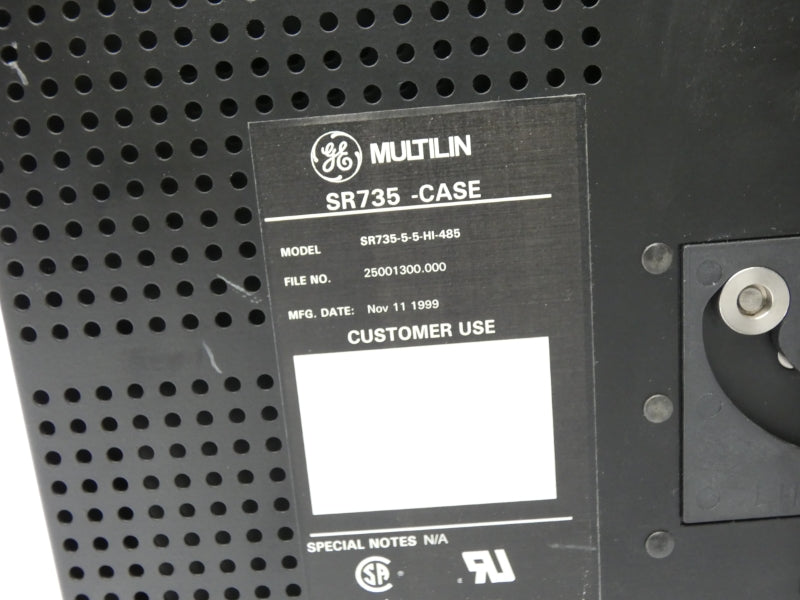 GE MULTILIN
SR735 -CASE
MODEL SR735-5-5-HI-485
FILE NO. 25001300.000
MFG. DATE: Nov 11 1999
CUSTOMER USE
SPECIAL NOTES N/A
SA RU